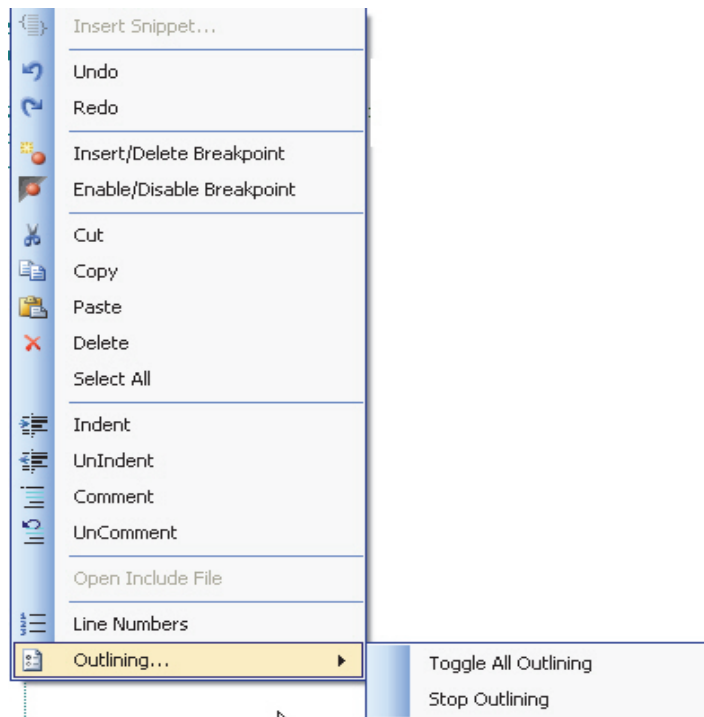 Insert Snippet...
Undo
Redo
Insert/Delete Breakpoint
Enable/Disable Breakpoint
Cut
Copy
Paste
Delete
Select All
Indent
UnIndent
Comment
UnComment
Open Include File
Line Numbers
Outlining...
Toggle All Outlining
Stop Outlining